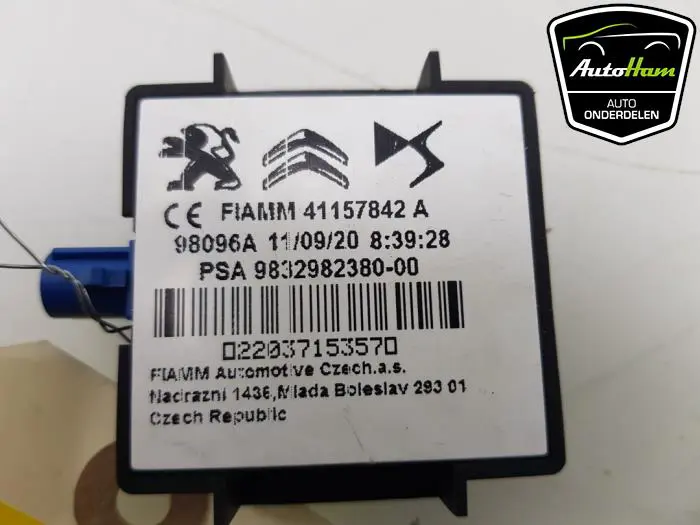 AutoHam
AUTO
ONDERDELEN
CE FIAMM 41157842 A
98096A 11/09/20 8:39:28
PSA 9832982380-00
022037153570
FIAMM Automotive Czech.a.s.
Nadrazni 1436,Mlada Boleslav 293 01
Czech Republic